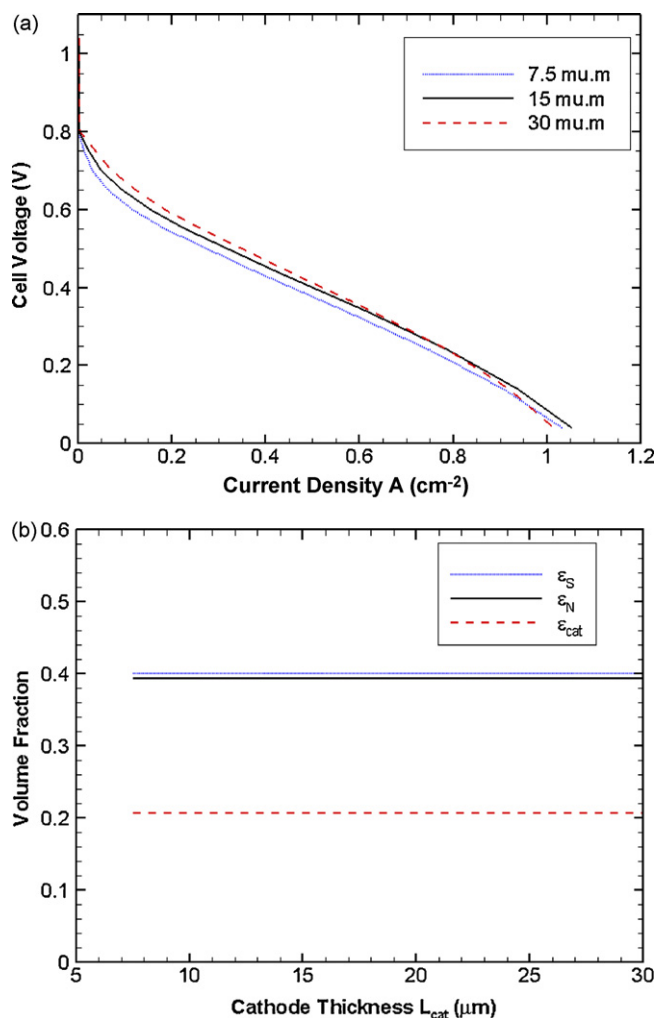 (a)
1
0.8
0.6
0.4
0.2
0
Cell Voltage (V)
7.5 mu.m
15 mu.m
30 mu.m
0 0.2 0.4 0.6 0.8 1 1.2
Current Density A (cm-2)
(b)
0.6
0.5
0.4
0.3
0.2
0.1
0
Volume Fraction
εS
εN
εcat
5 10 15 20 25 30
Cathode Thickness Lcat (μm)